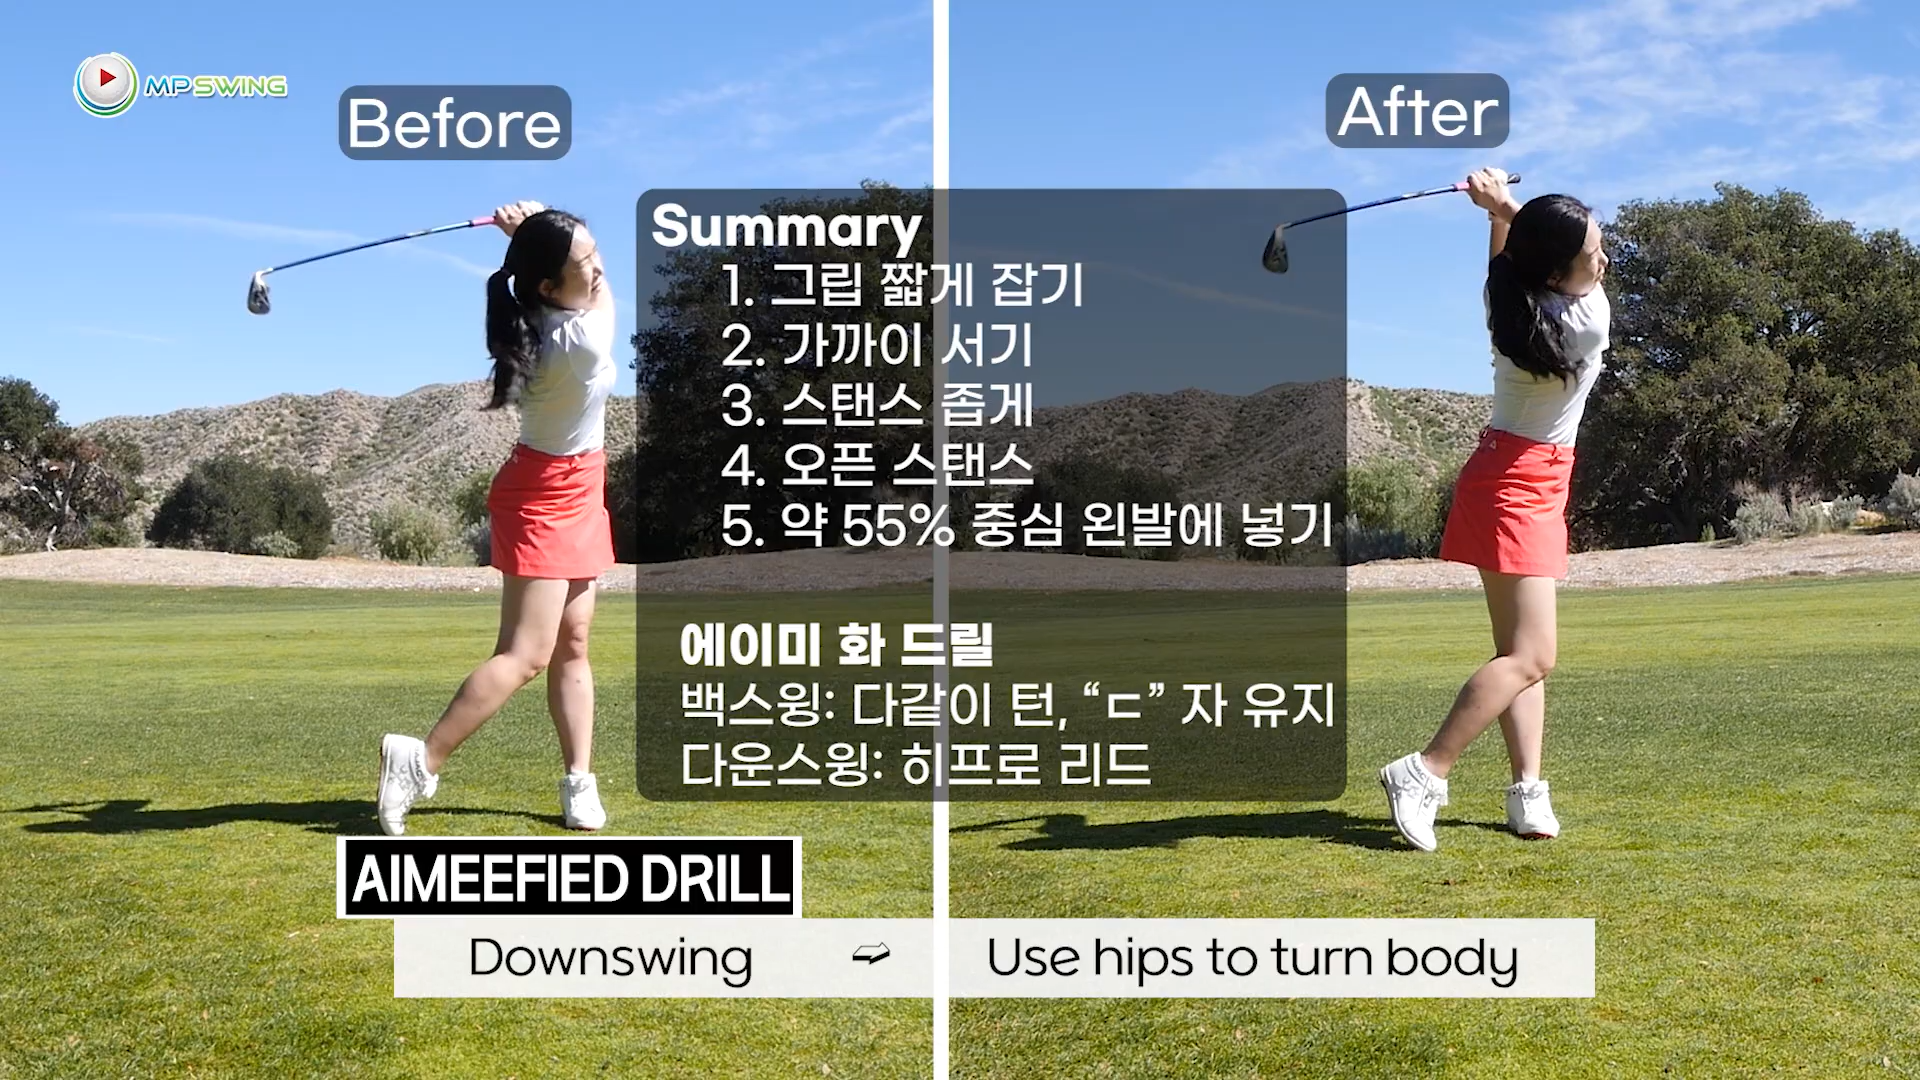 MPSWING
Before
After
Summary
1. 그립 짧게 잡기
2. 가까이 서기
3. 스탠스 좁게
4. 오픈 스탠스
5. 약 55% 중심 왼발에 넣기
에이미 화 드릴
백스윙: 다같이 턴, “ㄷ” 자 유지
다운스윙: 히프로 리드
AIMEEFIED DRILL
Downswing ➫ Use hips to turn body